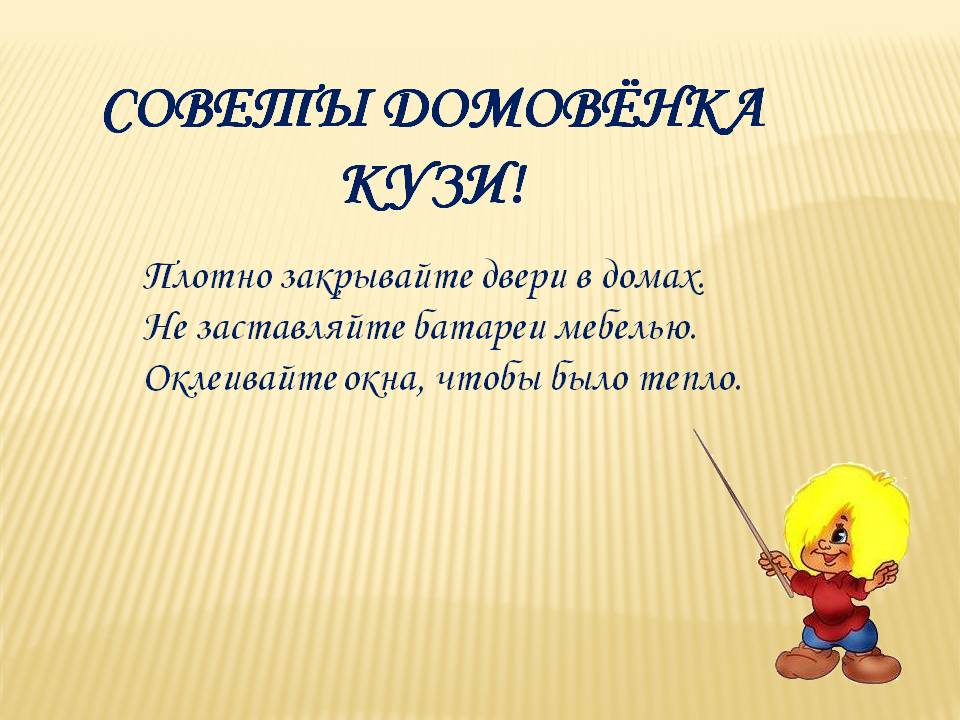 СОВЕТЫ ДОМОВЁНКА
КУЗИ!
Плотно закрывайте двери в домах.
Не заставляйте батареи мебелью.
Оклеивайте окна, чтобы было тепло.